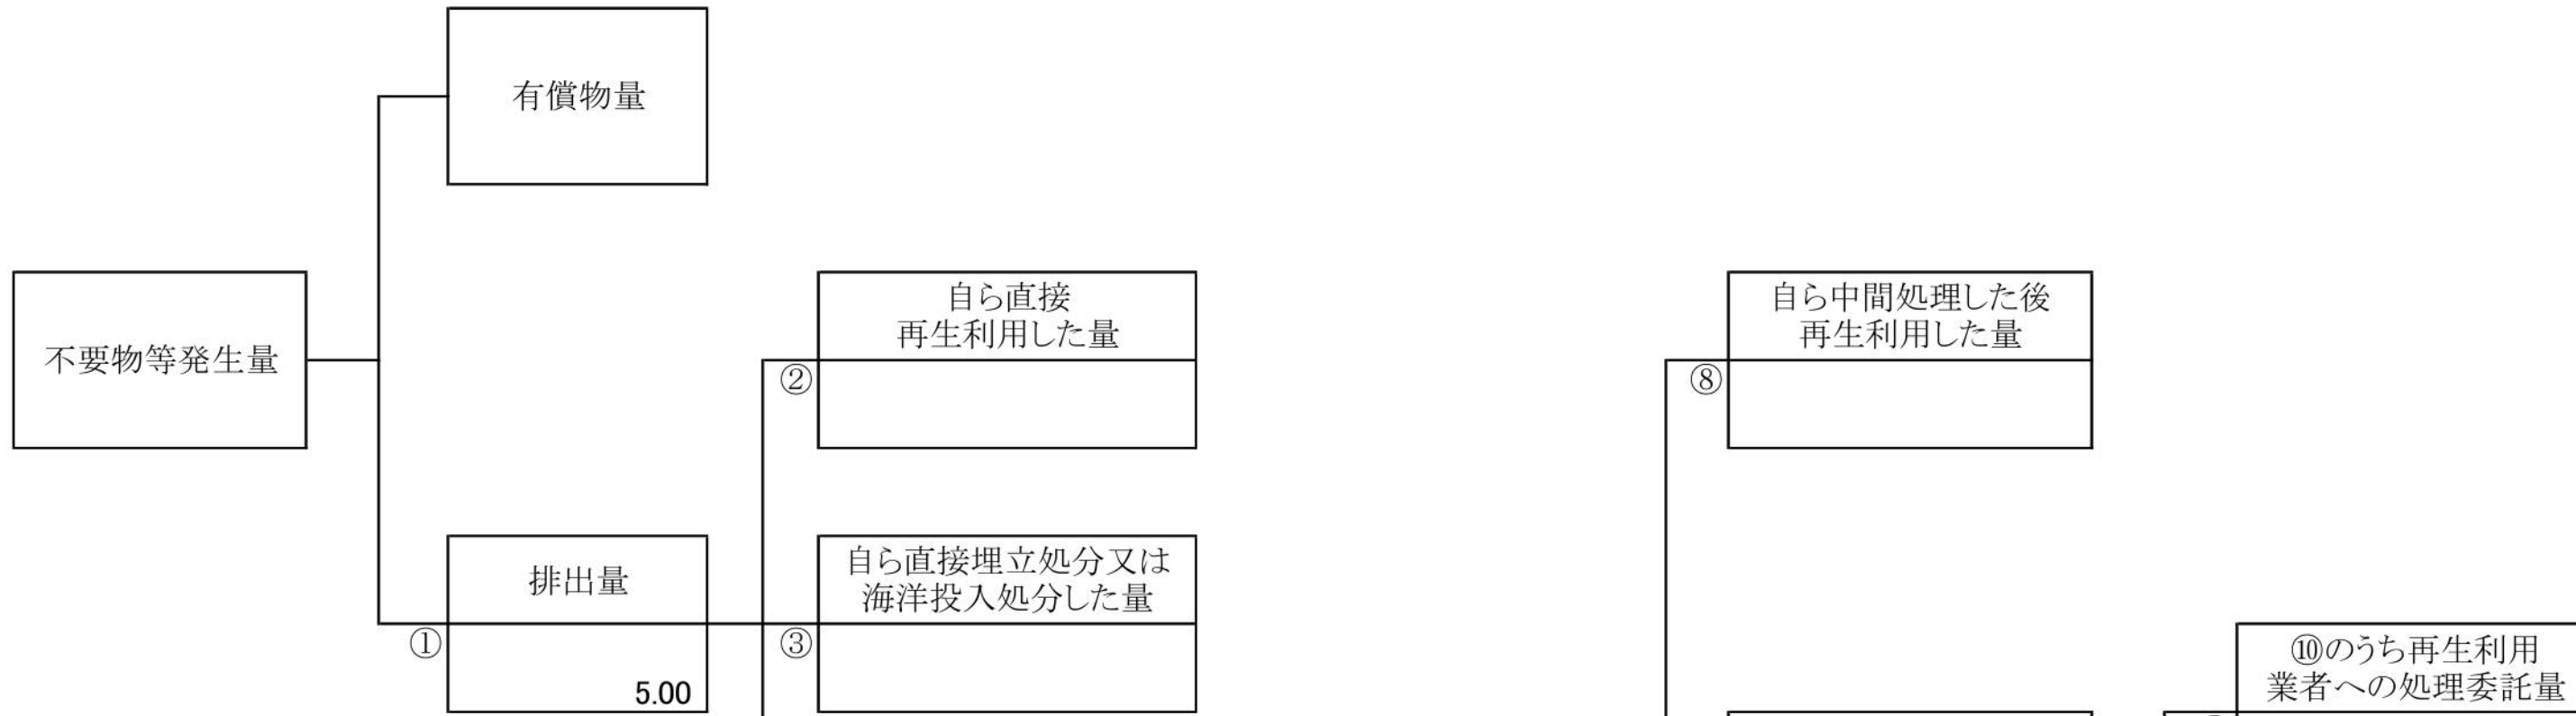 有償物量
不要物等発生量
自ら直接
再生利用した量
②
自ら中間処理した後
再生利用した量
⑧
排出量
①
5.00
自ら直接埋立処分又は
海洋投入処分した量
③
⑩のうち再生利用
業者への処理委託量